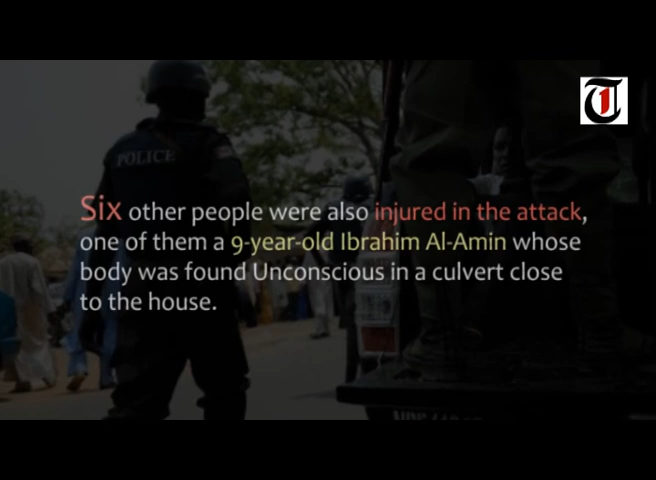 POLICE
Six other people were also injured in the attack,
one of them a 9-year-old Ibrahim Al-Amin whose
body was found Unconscious in a culvert close
to the house.